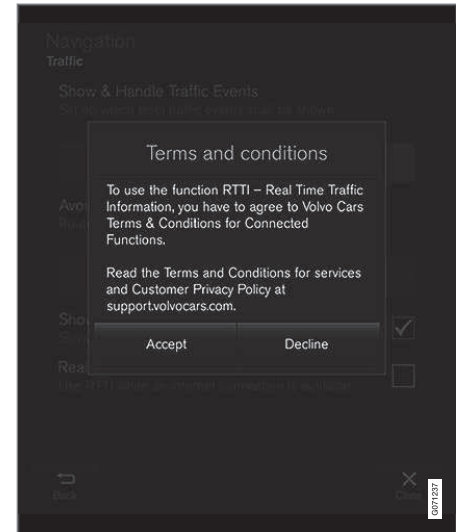 Navigation
Traffic
Show & Handle Traffic Events
Terms and conditions
To use the function RTTI – Real Time Traffic
Information, you have to agree to Volvo Cars
Terms & Conditions for Connected
Functions.
Read the Terms and Conditions for services
and Customer Privacy Policy at
support.volvocars.com.
Accept
Decline
Back
Close
G071237